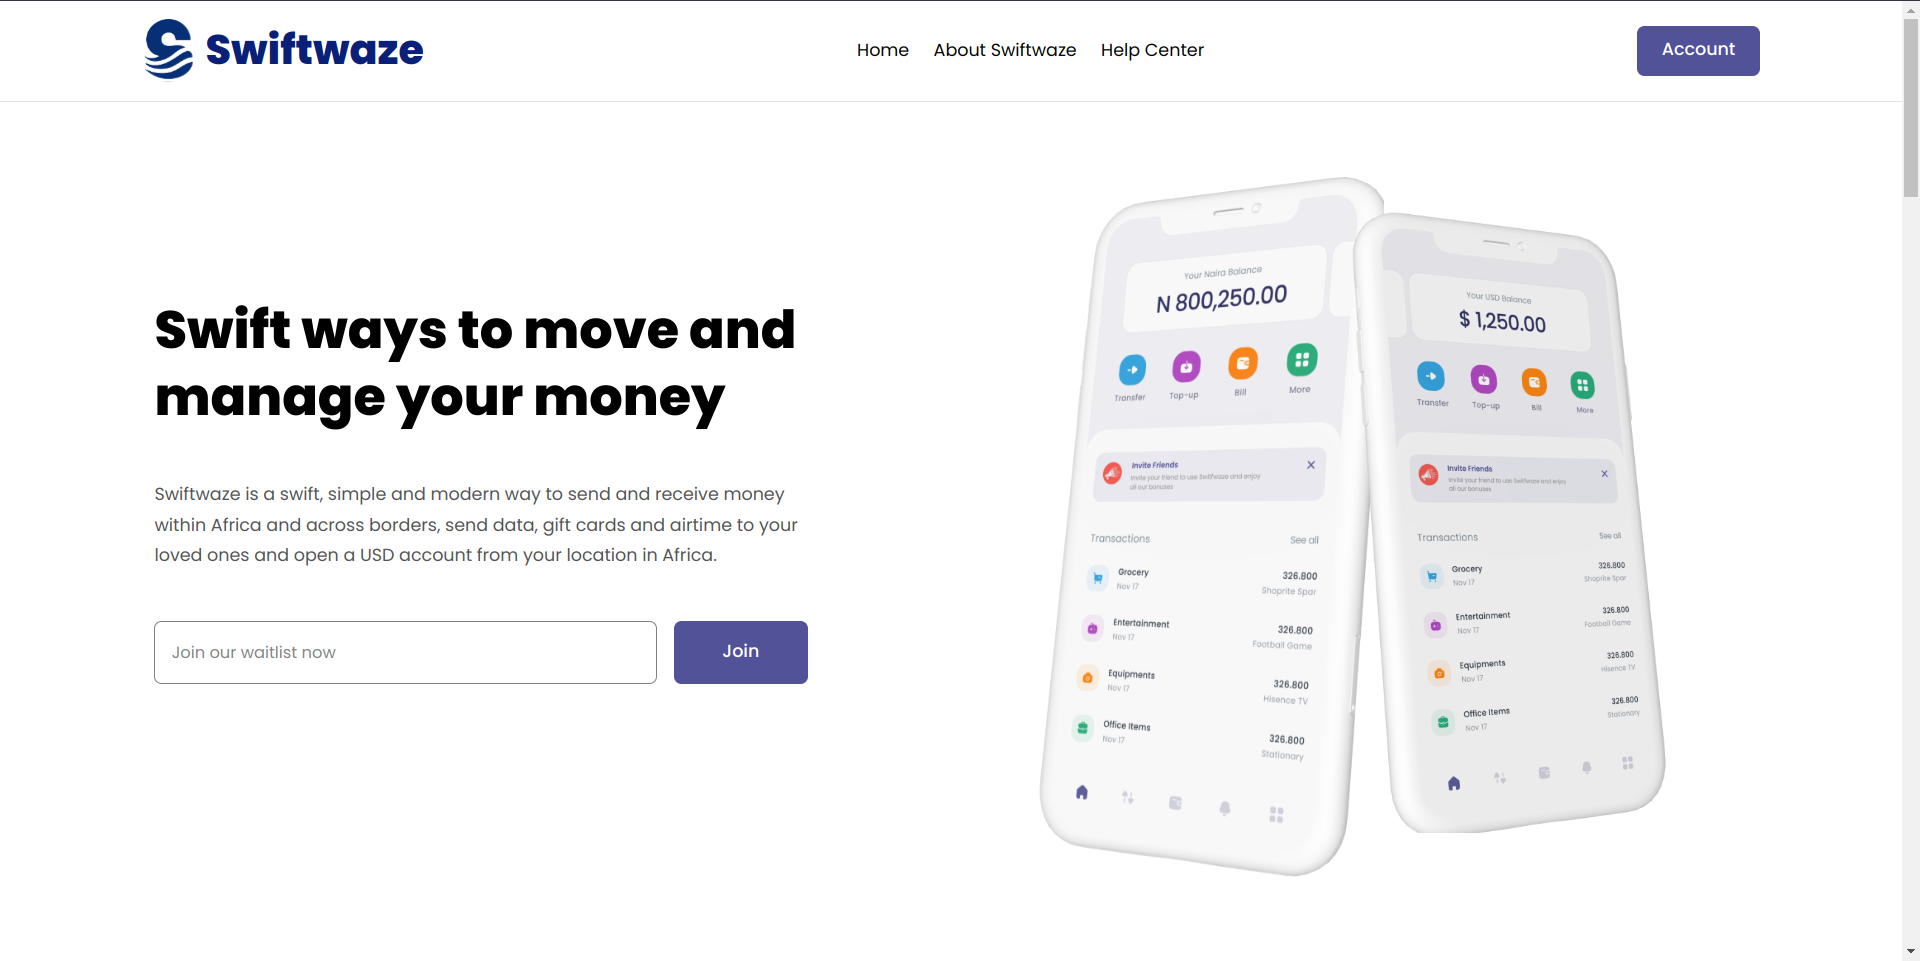 Swiftwaze
Home
About Swiftwaze
Help Center
Account
Swift ways to move and
manage your money
Swiftwaze is a swift, simple and modern way to send and receive money
within Africa and across borders, send data, gift cards and airtime to your
loved ones and open a USD account from your location in Africa.
Join our waitlist now
Join
Your Naira Balance
N 800,250.00
Transfer
Top-up
Bill
More
Invite Friends
Invite your friend to use Swiftwaze and enjoy
all our bonuses
Transactions
See all
Grocery
326.800
Nov 17
Shoprite Spar
Entertainment
326.800
Nov 17
Football Game
Equipments
326.800
Nov 17
Hisence TV
Office Items
326.800
Nov 17
Stationary
Your USD Balance
$ 1,250.00
Transfer
Top-up
Bill
More
Invite Friends
Invite your friend to use Swiftwaze and enjoy
all our bonuses
Transactions
See all
Grocery
326.800
Nov 17
Shoprite Spar
Entertainment
326.800
Nov 17
Football Game
Equipments
326.800
Nov 17
Hisence TV
Office Items
326.800
Nov 17
Stationary